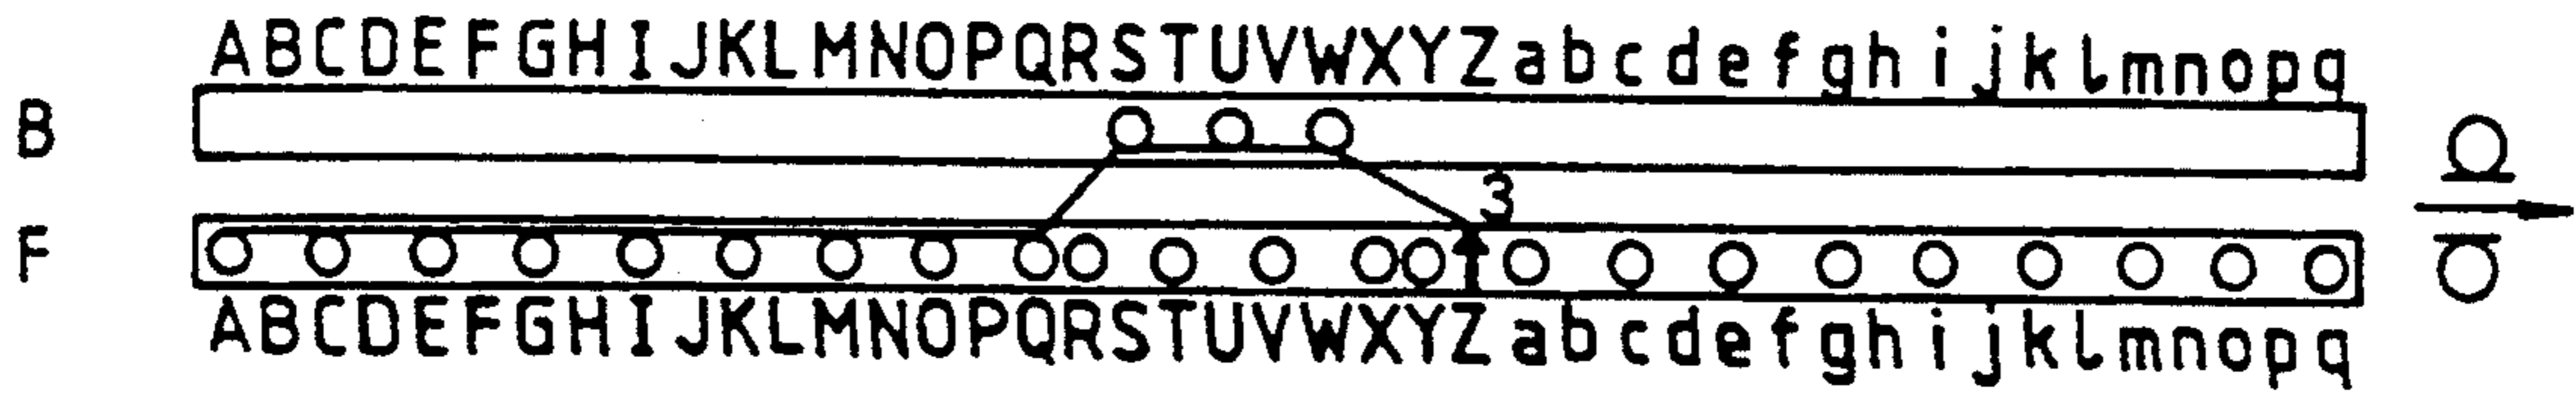 ABCDEFGHIJKLMNOPQRSTUVWXYZabcdefghijklmnopq
B
3
F
ABCDEFGHIJKLMNOPQRSTUVWXYZabcdefghijklmnopq